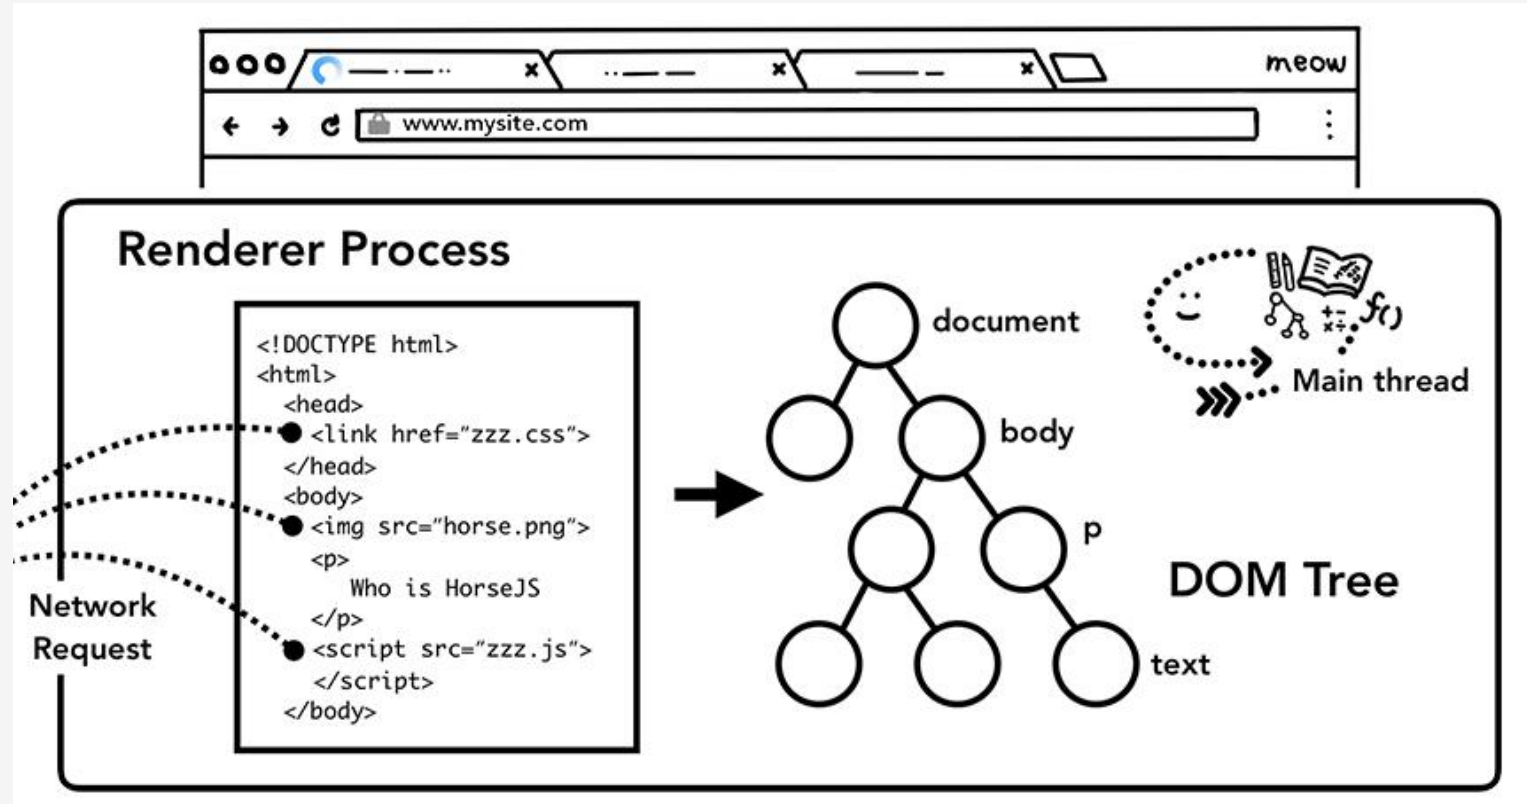 meow
www.mysite.com
Renderer Process
<!DOCTYPE html>
<html>
<head>
<link href="zzz.css">
</head>
<body>
<img src="horse.png">
<p>
Who is HorseJS
</p>
<script src="zzz.js">
</script>
</body>
Network
Request
document
body
p
text
DOM Tree
f()
Main thread